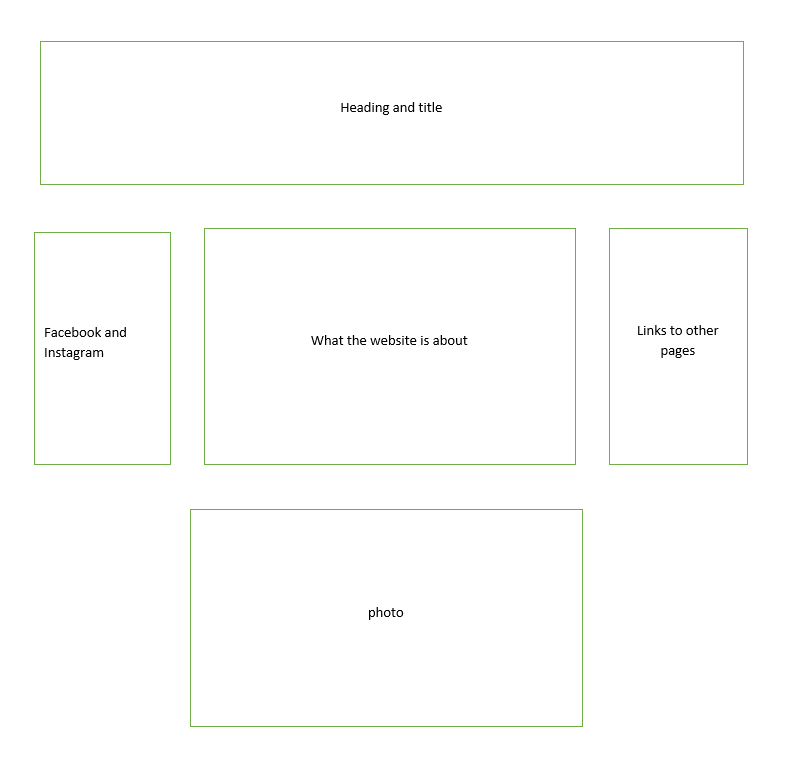 Heading and title
Facebook and
Instagram
What the website is about
Links to other
pages
photo